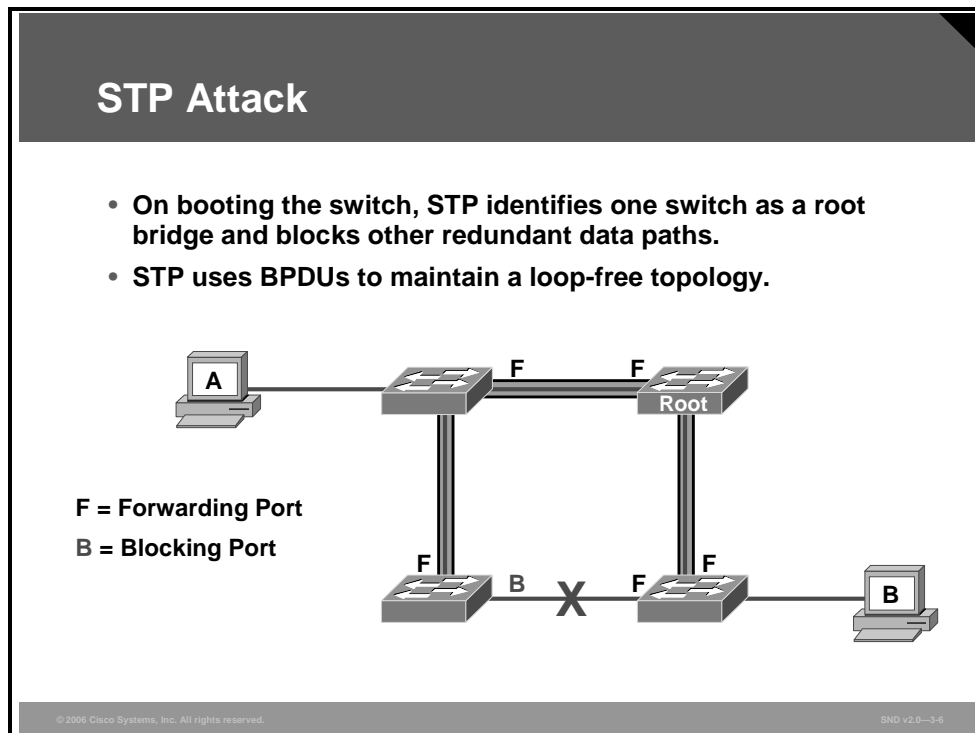 STP Attack
• On booting the switch, STP identifies one switch as a root
bridge and blocks other redundant data paths.
• STP uses BPDUs to maintain a loop-free topology.
A
F F
Root
F = Forwarding Port
B = Blocking Port
F F
B X F
B
© 2006 Cisco Systems, Inc. All rights reserved. SND v2.0—3-6